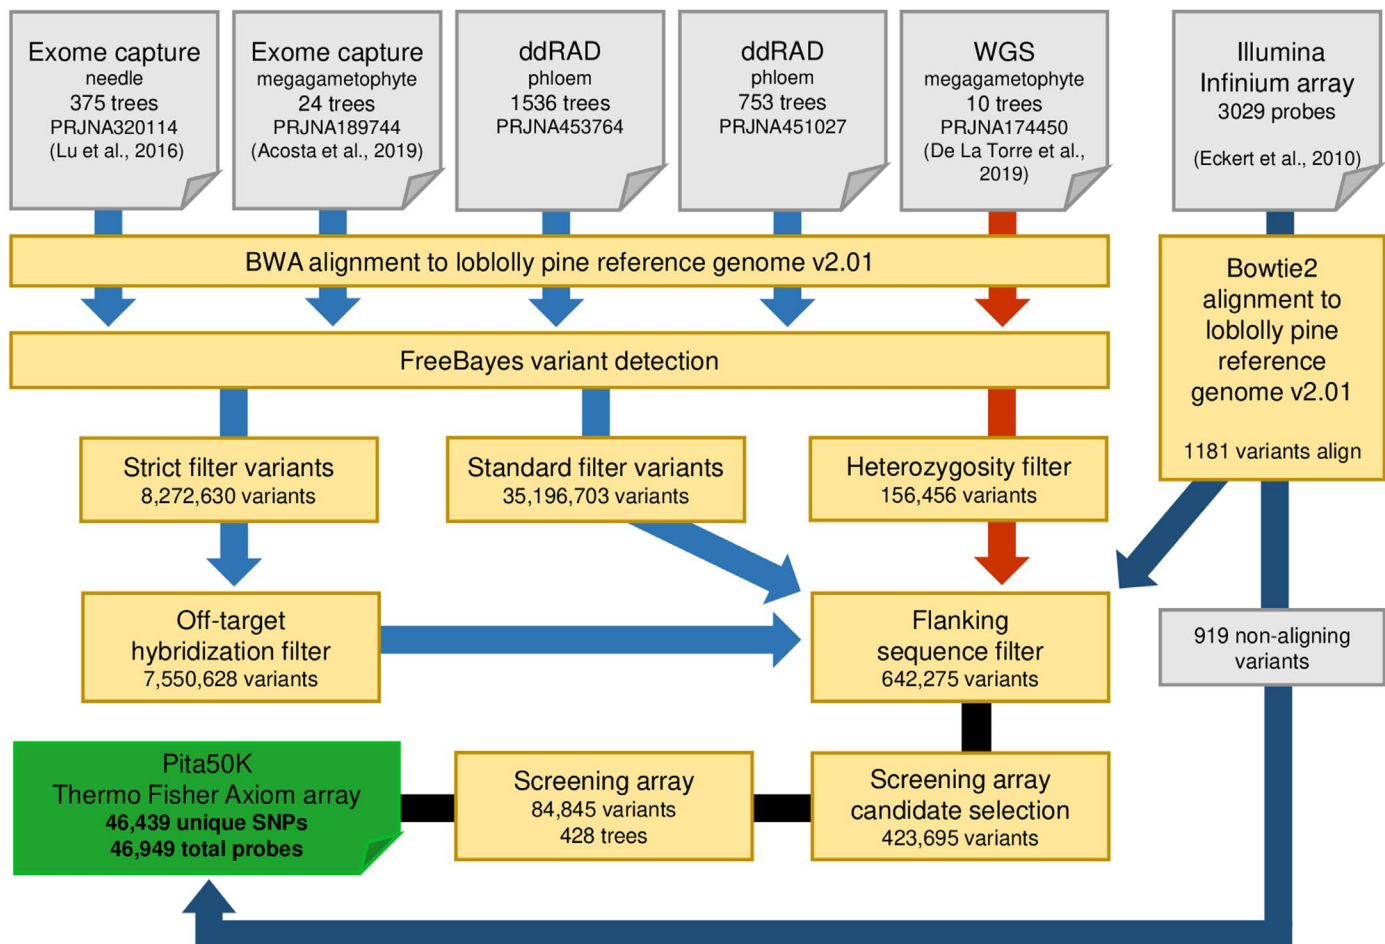 Exome capture
needle
375 trees
PRJNA320114
(Lu et al., 2016)
Exome capture
megagametophyte
24 trees
PRJNA189744
(Acosta et al., 2019)
ddRAD
phloem
1536 trees
PRJNA453764
ddRAD
phloem
753 trees
PRJNA451027
WGS
megagametophyte
10 trees
PRJNA174450
(De La Torre et al.,
2019)
Illumina
Infinium array
3029 probes
(Eckert et al., 2010)
BWA alignment to loblolly pine reference genome v2.01
Bowtie2
alignment to
loblolly pine
reference
genome v2.01
1181 variants align
FreeBayes variant detection
Strict filter variants
8,272,630 variants
Standard filter variants
35,196,703 variants
Heterozygosity filter
156,456 variants
Off-target
hybridization filter
7,550,628 variants
Flanking
sequence filter
642,275 variants
919 non-aligning
variants
Pita50K
Thermo Fisher Axiom array
46,439 unique SNPs
46,949 total probes
Screening array
84,845 variants
428 trees
Screening array
candidate selection
423,695 variants